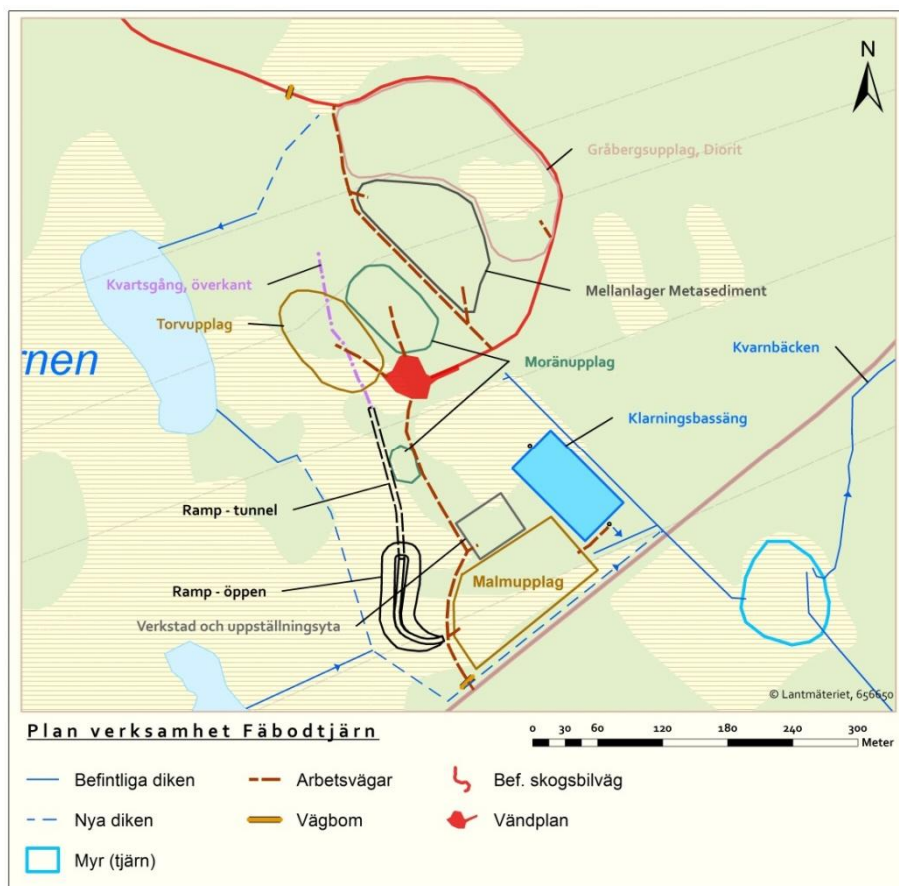 N
Gråbergsupplag, Diorit
Kvartsgång, överkant
Mellanlager Metasediment
Torvupplag
Kvarnbäcken
rnen
Moränupplag
Klarningsbassäng
Ramp - tunnel
Malmupplag
Ramp - öppen
Verkstad och uppställningsyta
© Lantmäteriet, 656650
Plan verksamhet Fäbodtjärn
0 30 60 120 180 240 300
Meter
Befintliga diken
Arbetsvägar
Bef. skogsbilväg
Nya diken
Vägbom
Vändplan
Myr (tjärn)